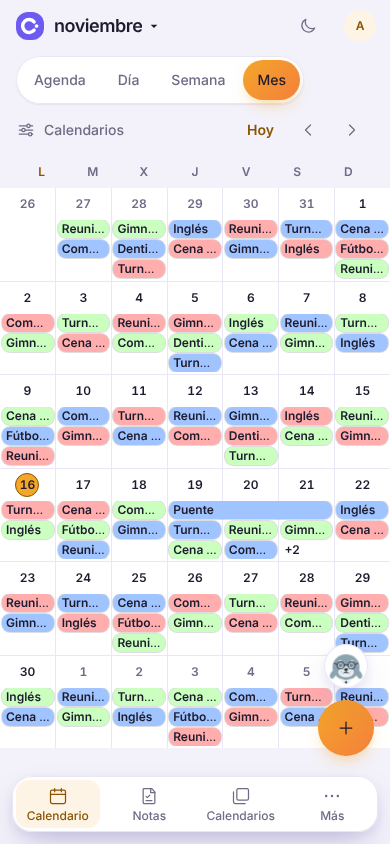 noviembre
A
Agenda Día Semana Mes
Calendarios Hoy
L M X J V S D
26 27 28 29 30 31 1
Reuni... Gimn... Inglés Reuni... Turn... Cena ...
Com... Denti... Cena ... Gimn... Inglés Fútbo...
Turn... Reuni...
2 3 4 5 6 7 8
Com... Turn... Reuni... Gimn... Inglés Reuni... Turn...
Gimn... Cena ... Com... Denti... Cena ... Gimn... Inglés
Turn...
9 10 11 12 13 14 15
Cena ... Com... Turn... Reuni... Gimn... Inglés Reuni...
Fútbo... Gimn... Cena ... Com... Denti... Cena ... Gimn...
Reuni... Turn...
16 17 18 19 20 21 22
Turn... Cena ... Com... Puente Inglés
Inglés Fútbo... Gimn... Turn... Reuni... Gimn... Cena ...
Reuni... Cena ... Com... +2
23 24 25 26 27 28 29
Reuni... Turn... Cena ... Com... Turn... Reuni... Gimn...
Gimn... Inglés Fútbo... Gimn... Cena ... Com... Denti...
Reuni... Turn...
30 1 2 3 4 5
Inglés Reuni... Turn... Cena ... Com... Turn... Reuni...
Cena ... Gimn... Inglés Fútbo... Gimn... Cena
Reuni...
Calendario Notas Calendarios Más